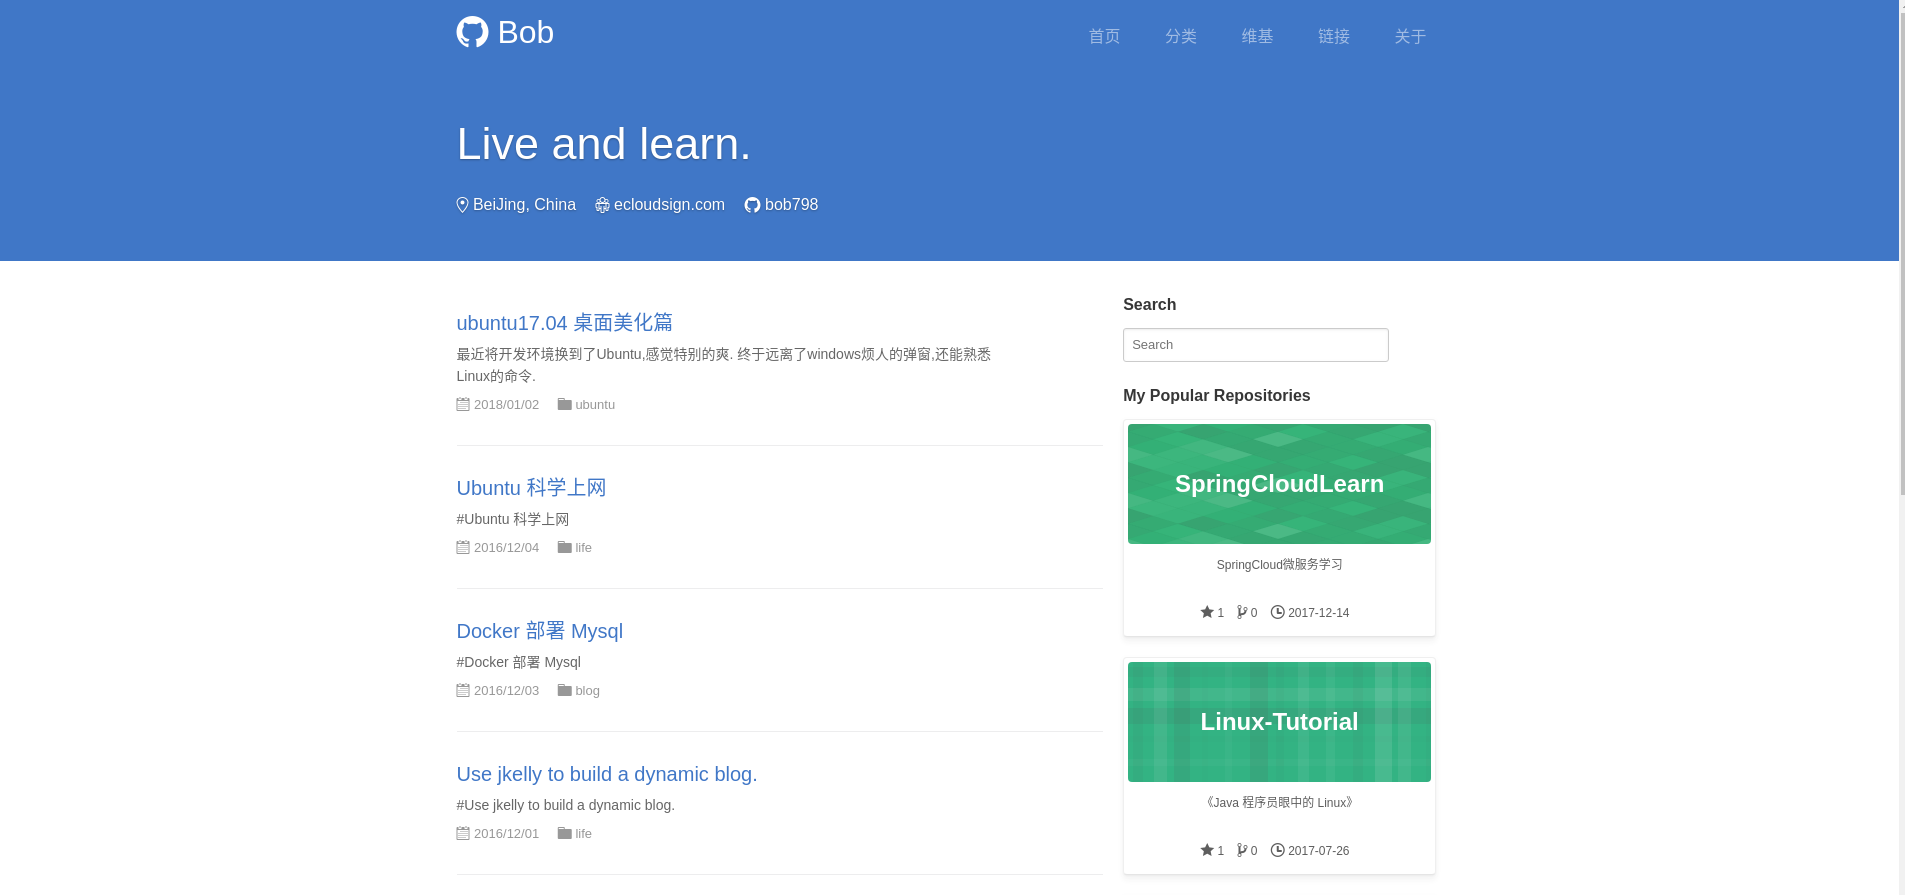 Bob
首页 分类 维基 链接 关于
Live and learn.
BeiJing, China ecloudsign.com bob798
ubuntu17.04 桌面美化篇
最近将开发环境换到了Ubuntu,感觉特别的爽. 终于远离了windows烦人的弹窗,还能熟悉
Linux的命令.
2018/01/02 ubuntu
Ubuntu 科学上网
#Ubuntu 科学上网
2016/12/04 life
Docker 部署 Mysql
#Docker 部署 Mysql
2016/12/03 blog
Use jkelly to build a dynamic blog.
#Use jkelly to build a dynamic blog.
2016/12/01 life
Search
Search
My Popular Repositories
SpringCloudLearn
SpringCloud微服务学习
1 0 2017-12-14
Linux-Tutorial
《Java 程序员眼中的 Linux》
1 0 2017-07-26